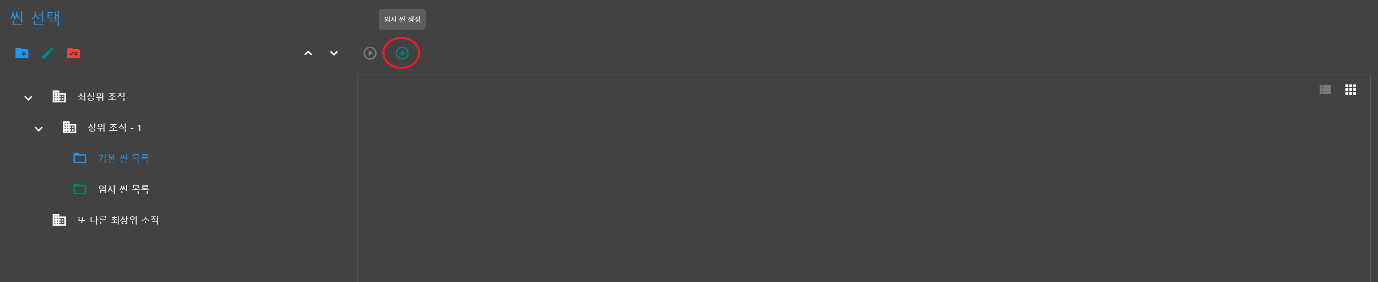 씬 선택
임시 씬 생성
최상위 조직
상위 조직 - 1
기본 씬 목록
임시 씬 목록
또 다른 최상위 조직